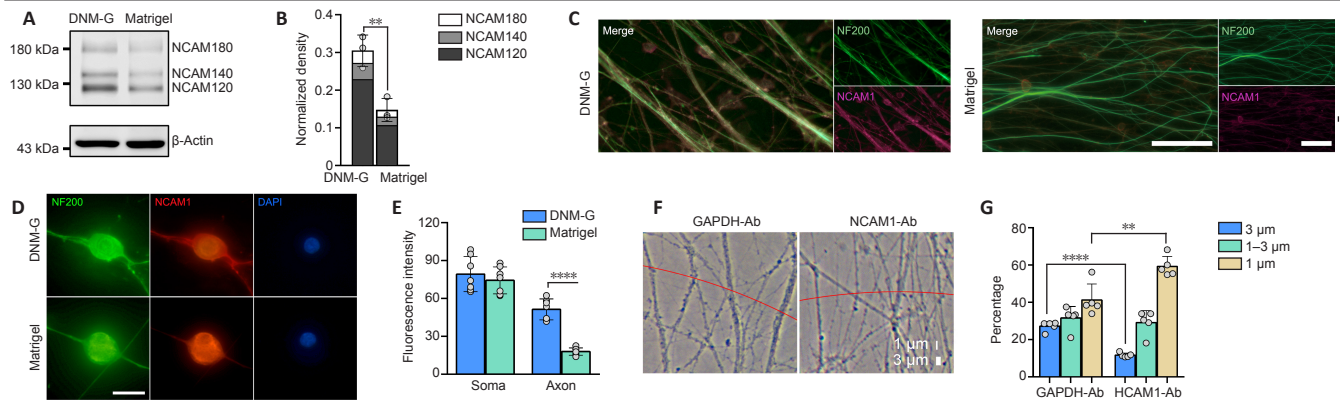 A
DNM-G Matrigel
180 kDa
NCAM180
NCAM140
130 kDa
NCAM120
43 kDa
β-Actin
B
**
NCAM180
NCAM140
NCAM120
Normalized density
0.4
0.3
0.2
0.1
0
DNM-G Matrigel
C
DNM-G
Merge
NF200
NCAM1
Matrigel
Merge
NF200
NCAM1
D
NF200
NCAM1
DAPI
DNM-G
Matrigel
E
DNM-G
Matrigel
Fluorescence intensity
120
90
60
30
0
****
Soma
Axon
F
GAPDH-Ab
NCAM1-Ab
1 μm
3 μm
G
3 μm
1–3 μm
1 μm
Percentage
80
60
40
20
0
****
**
GAPDH-Ab
HCAM1-Ab